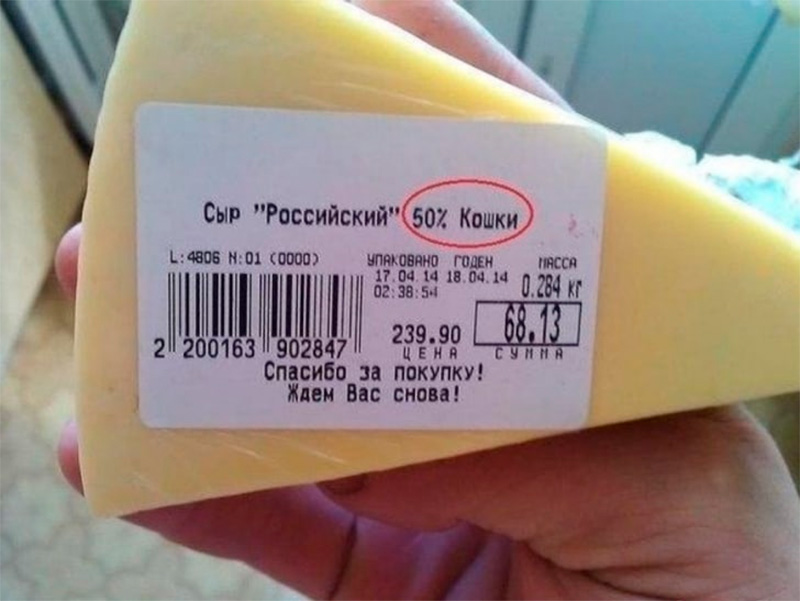 Сыр "Российский" 50% Кошки
L:4806 N:01 (0000) УПАКОВАНО ГОДЕН МАССА
17.04.14 18.04.14 0.284 кг
02:38:54
239.90 68.13
2 200163 902847 ЦЕНА СУММА
Спасибо за покупку!
Ждем Вас снова!